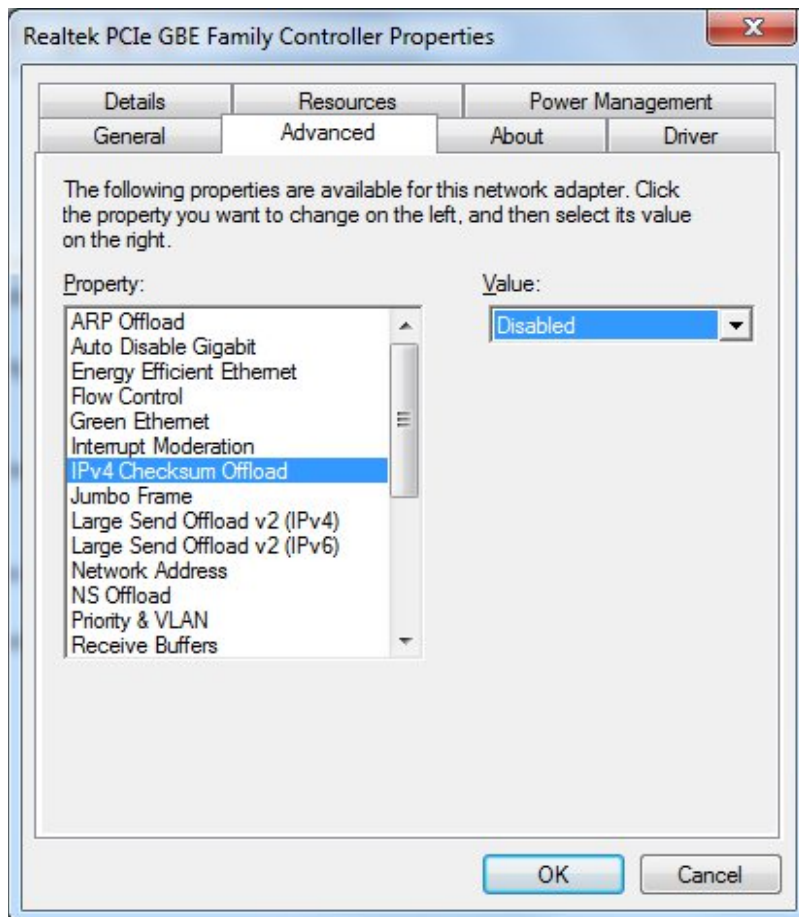 Realtek PCIe GBE Family Controller Properties
Details Resources Power Management
General Advanced About Driver
The following properties are available for this network adapter. Click
the property you want to change on the left, and then select its value
on the right.
Property: Value:
ARP Offload Disabled
Auto Disable Gigabit
Energy Efficient Ethernet
Flow Control
Green Ethernet
Interrupt Moderation
IPv4 Checksum Offload
Jumbo Frame
Large Send Offload v2 (IPv4)
Large Send Offload v2 (IPv6)
Network Address
NS Offload
Priority & VLAN
Receive Buffers
OK Cancel